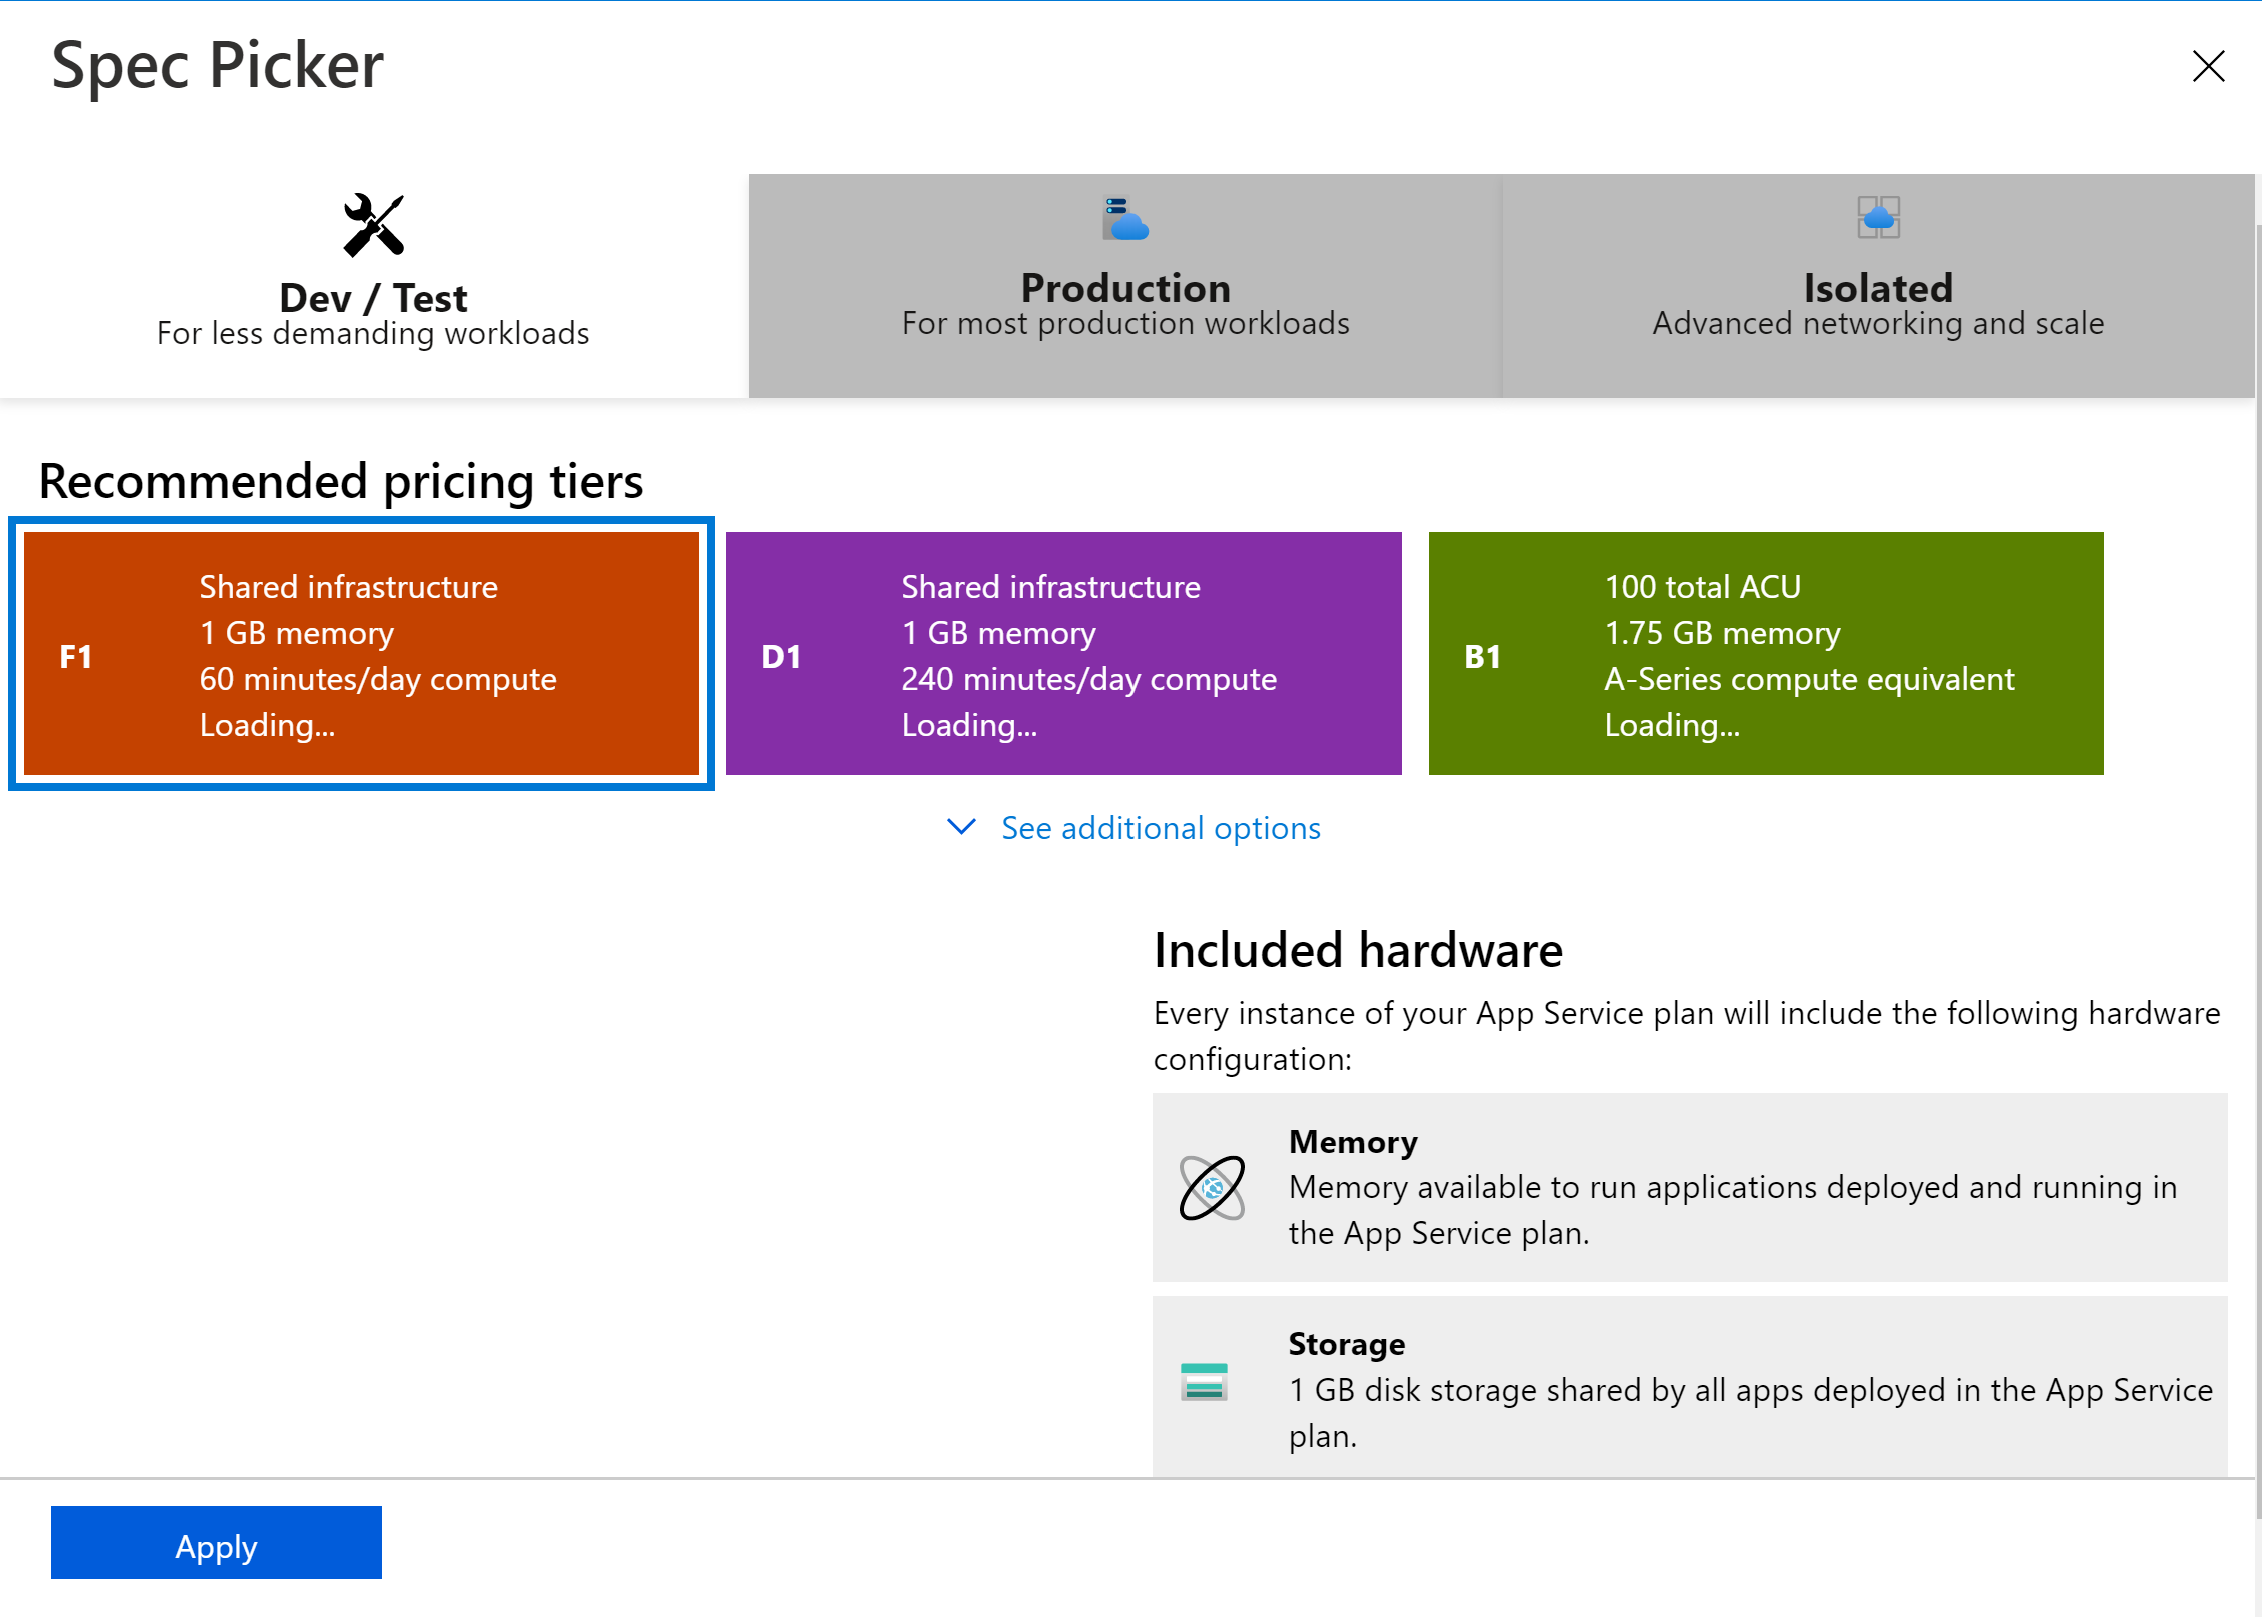 Spec Picker
Dev / Test
For less demanding workloads
Production
For most production workloads
Isolated
Advanced networking and scale
Recommended pricing tiers
F1
Shared infrastructure
1 GB memory
60 minutes/day compute
Loading...
D1
Shared infrastructure
1 GB memory
240 minutes/day compute
Loading...
B1
100 total ACU
1.75 GB memory
A-Series compute equivalent
Loading...
See additional options
Included hardware
Every instance of your App Service plan will include the following hardware
configuration:
Memory
Memory available to run applications deployed and running in
the App Service plan.
Storage
1 GB disk storage shared by all apps deployed in the App Service
plan.
Apply